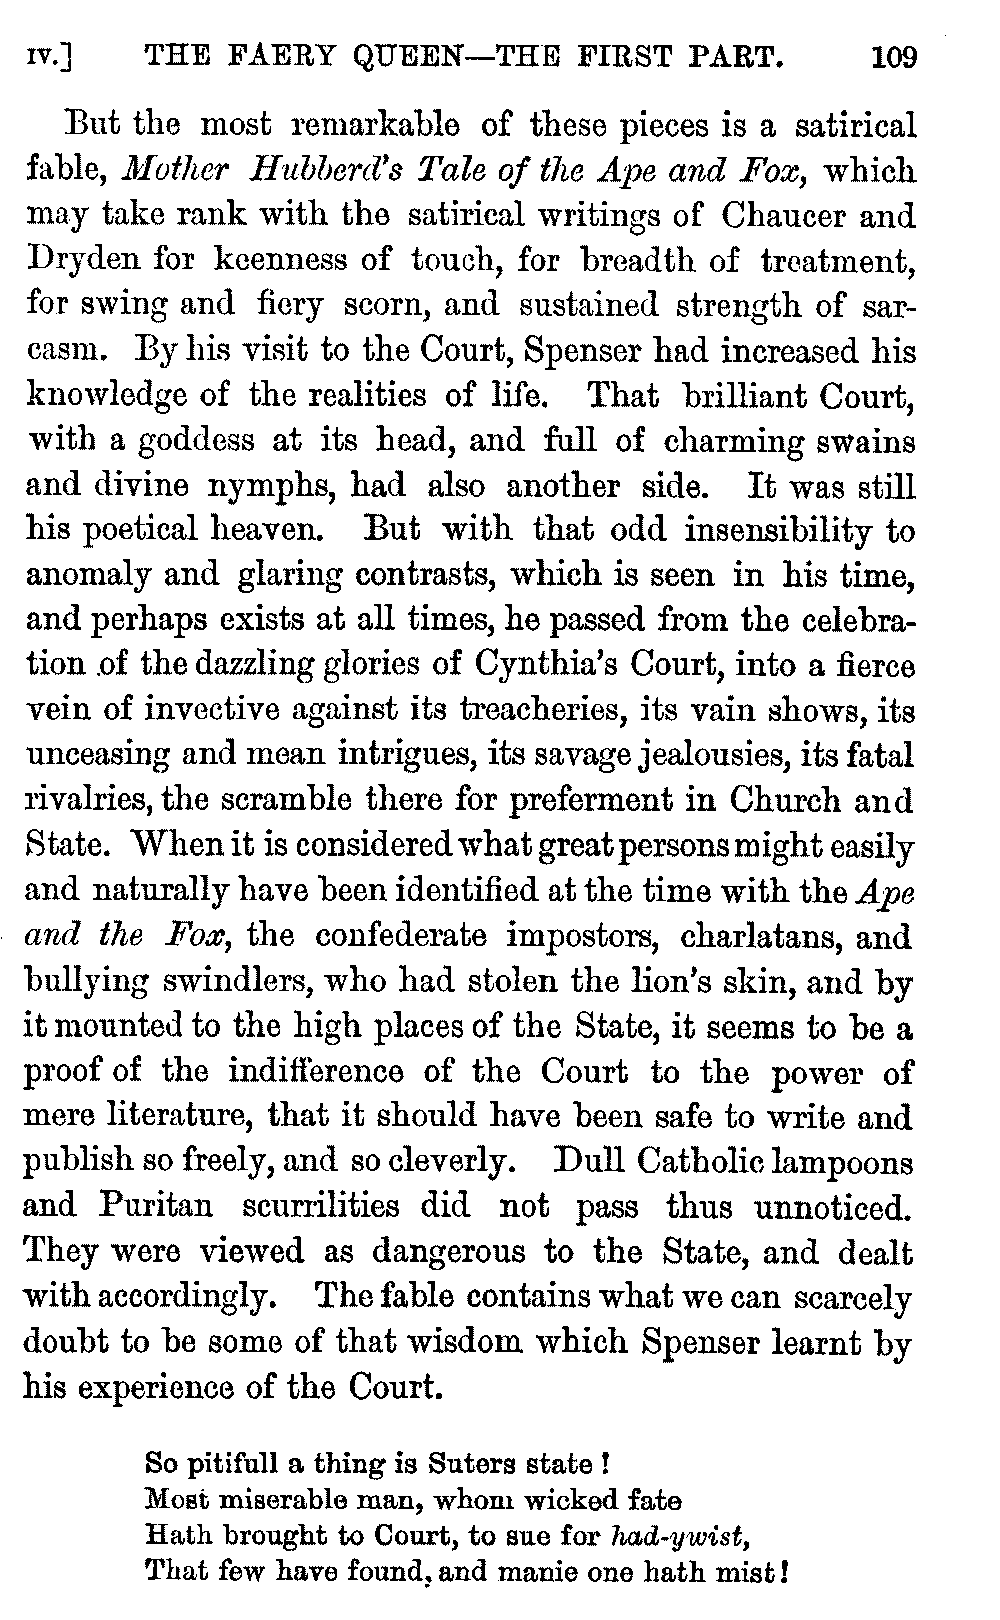 IV.] THE FAERY QUEEN—THE FIRST PART. 109
But the most remarkable of these pieces is a satirical
fable, Mother Hubberd's Tale of the Ape and Fox, which
may take rank with the satirical writings of Chaucer and
Dryden for keenness of touch, for breadth of treatment,
for swing and fiery scorn, and sustained strength of sar-
casm. By his visit to the Court, Spenser had increased his
knowledge of the realities of life. That brilliant Court,
with a goddess at its head, and full of charming swains
and divine nymphs, had also another side. It was still
his poetical heaven. But with that odd insensibility to
anomaly and glaring contrasts, which is seen in his time,
and perhaps exists at all times, he passed from the celebra-
tion of the dazzling glories of Cynthia's Court, into a fierce
vein of invective against its treacheries, its vain shows, its
unceasing and mean intrigues, its savage jealousies, its fatal
rivalries, the scramble there for preferment in Church and
State. When it is considered what great persons might easily
and naturally have been identified at the time with the Ape
and the Fox, the confederate impostors, charlatans, and
bullying swindlers, who had stolen the lion's skin, and by
it mounted to the high places of the State, it seems to be a
proof of the indifference of the Court to the power of
mere literature, that it should have been safe to write and
publish so freely, and so cleverly. Dull Catholic lampoons
and Puritan scurrilities did not pass thus unnoticed.
They were viewed as dangerous to the State, and dealt
with accordingly. The fable contains what we can scarcely
doubt to be some of that wisdom which Spenser learnt by
his experience of the Court.
So pitifull a thing is Suters state!
Most miserable man, whom wicked fate
Hath brought to Court, to sue for had-ywist,
That few have found, and manie one hath mist!